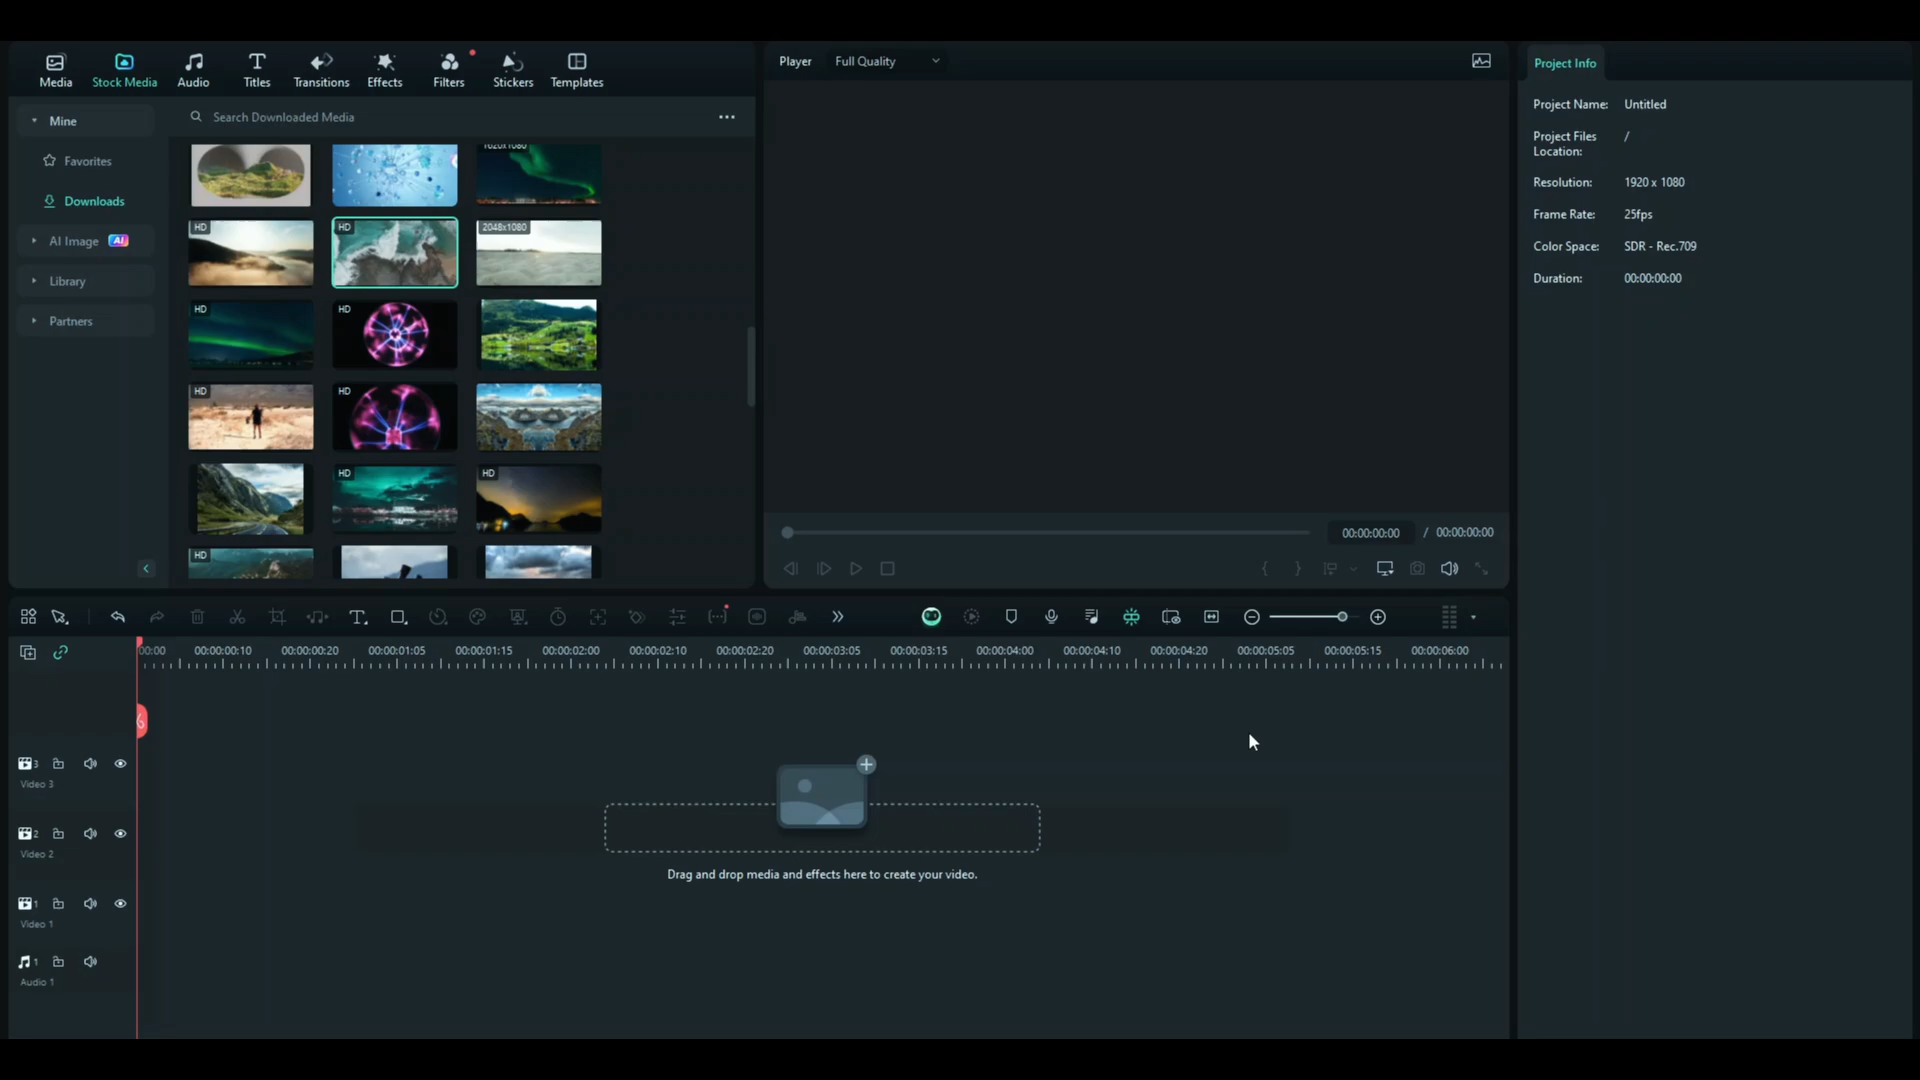 Media
Stock Media
Audio
Titles
Transitions
Effects
Filters
Stickers
Templates
Mine
Search Downloaded Media
Favorites
Downloads
AI Image AI
Library
Partners
1620x1080
HD
HD
2048x1080
HD
HD
HD
HD
HD
HD
HD
Player
Full Quality
00:00:00:00
/ 00:00:00:00
Project Info
Project Name: Untitled
Project Files /
Location:
Resolution: 1920 x 1080
Frame Rate: 25fps
Color Space: SDR - Rec.709
Duration: 00:00:00:00
00:00 00:00:00:10 00:00:00:20 00:00:01:05 00:00:01:15 00:00:02:00 00:00:02:10 00:00:02:20 00:00:03:05 00:00:03:15 00:00:04:00 00:00:04:10 00:00:04:20 00:00:05:05 00:00:05:15 00:00:06:00
3
Video 3
2
Video 2
1
Video 1
1
Audio 1
Drag and drop media and effects here to create your video.